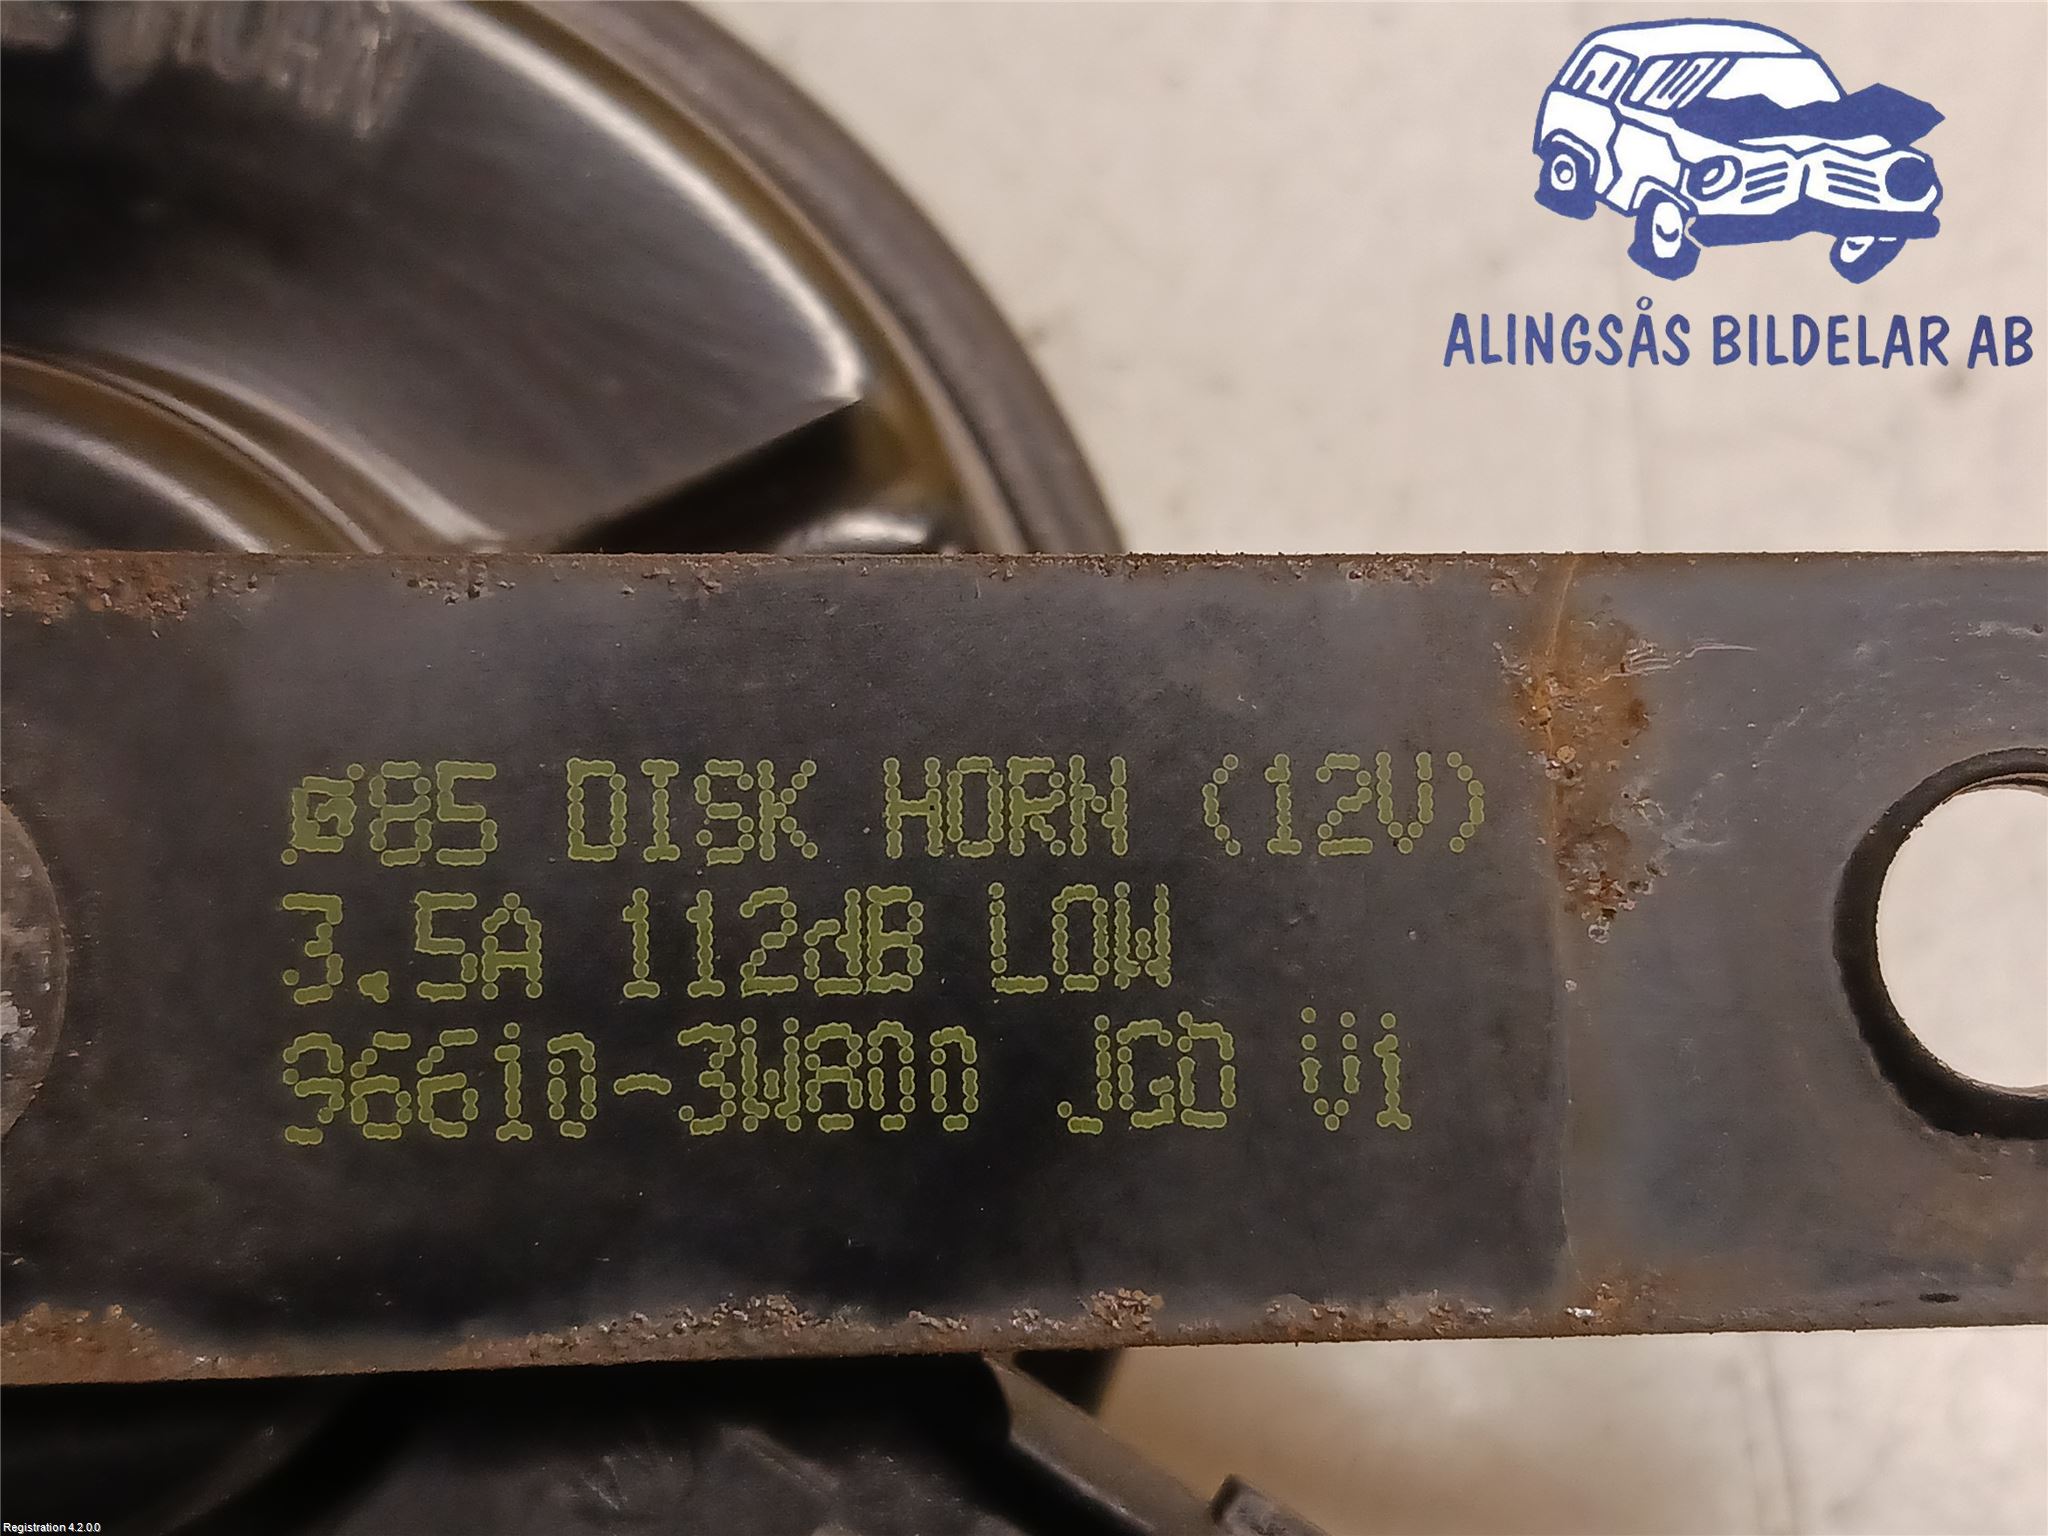 ALINGSÅS BILDELAR AB
Ø85 DISK HORN (12V)
3.5A 112dB LOW
96610-3W800 JGD V1
Registration 4.2.0.0